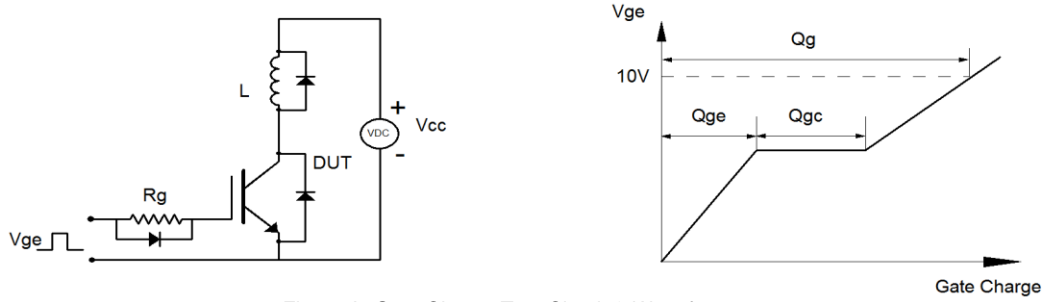 L
+
VDC
Vcc
-
DUT
Rg
Vge
Vge
Qg
10V
Qge
Qgc
Gate Charge